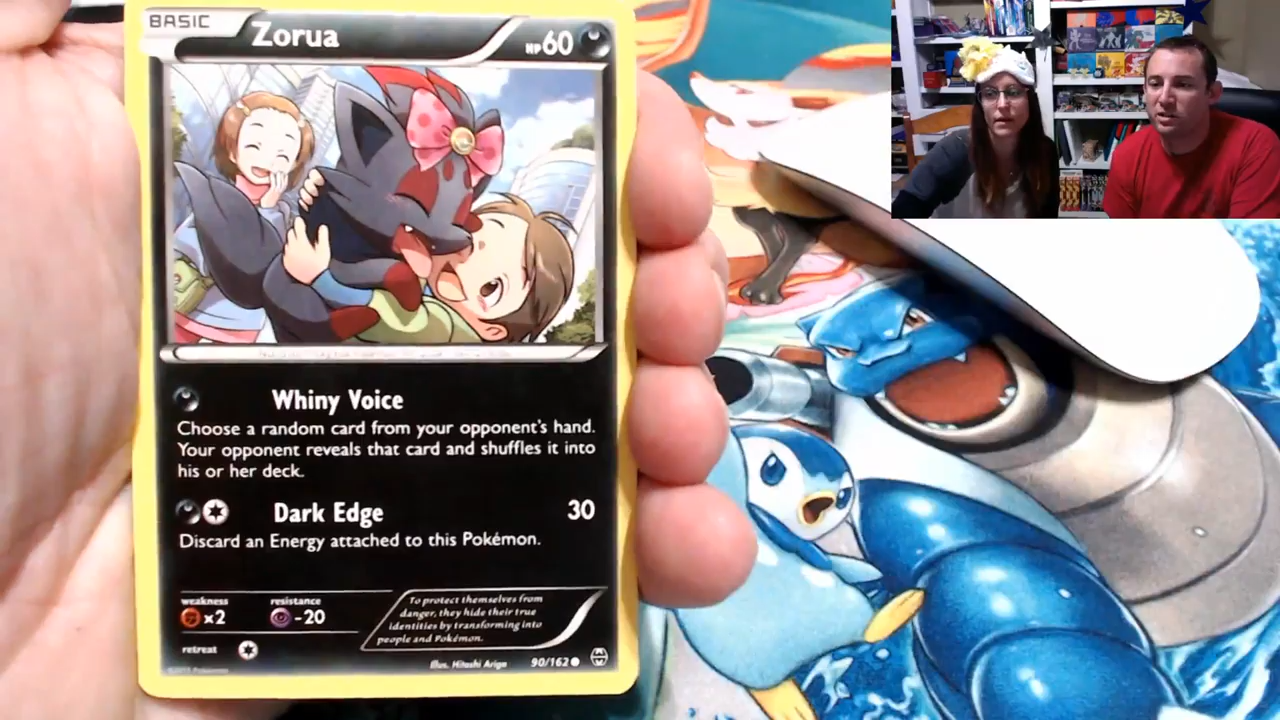 BASIC
Zorua
HP60
Whiny Voice
Choose a random card from your opponent's hand.
Your opponent reveals that card and shuffles it into
his or her deck.
Dark Edge 30
Discard an Energy attached to this Pokémon.
weakness resistance
x2 -20
retreat
To protect themselves from
danger, they hide their true
identities by transforming into
people and Pokémon.
Illus. Hitoshi Ariga 90/162